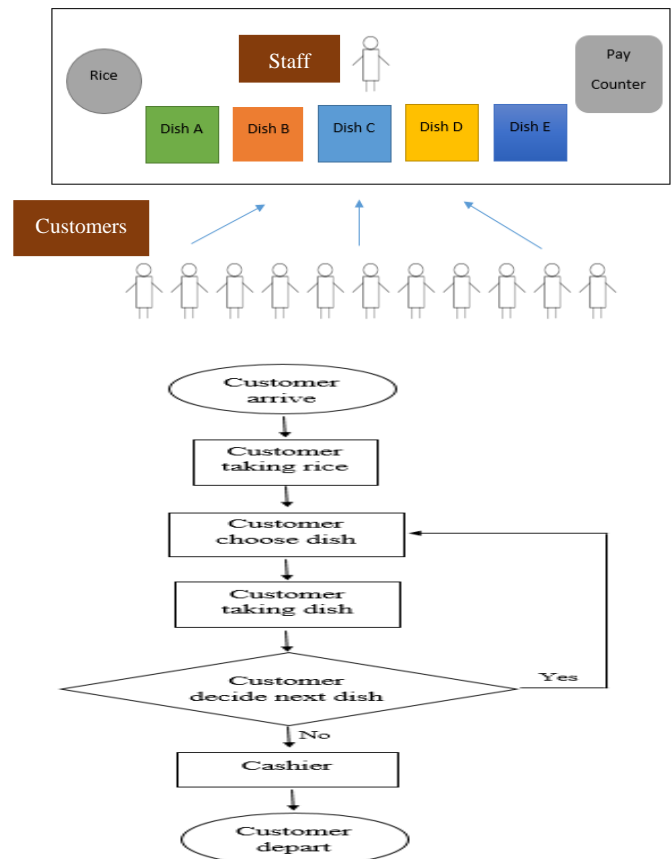 Rice
Staff
Pay
Counter
Dish A
Dish B
Dish C
Dish D
Dish E
Customers
Customer
arrive
Customer
taking rice
Customer
choose dish
Customer
taking dish
Customer
decide next dish
Yes
No
Cashier
Customer
depart